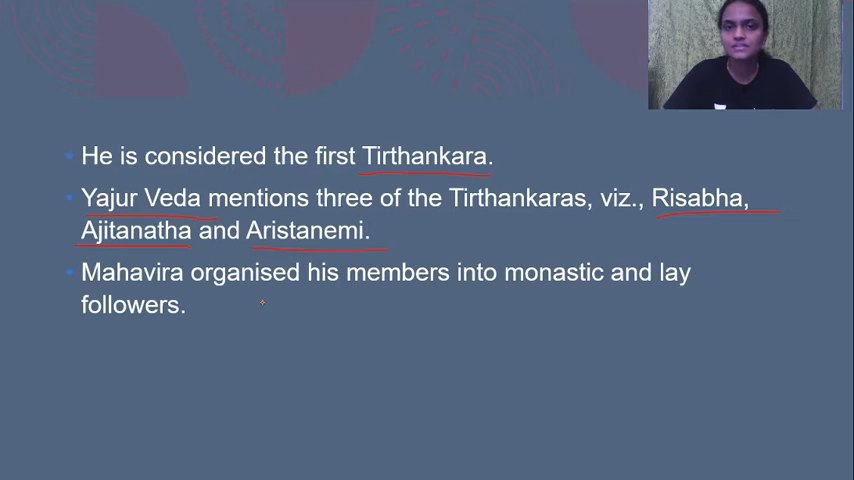 He is considered the first Tirthankara.
Yajur Veda mentions three of the Tirthankaras, viz., Risabha,
Ajitanatha and Aristanemi.
Mahavira organised his members into monastic and lay
followers.